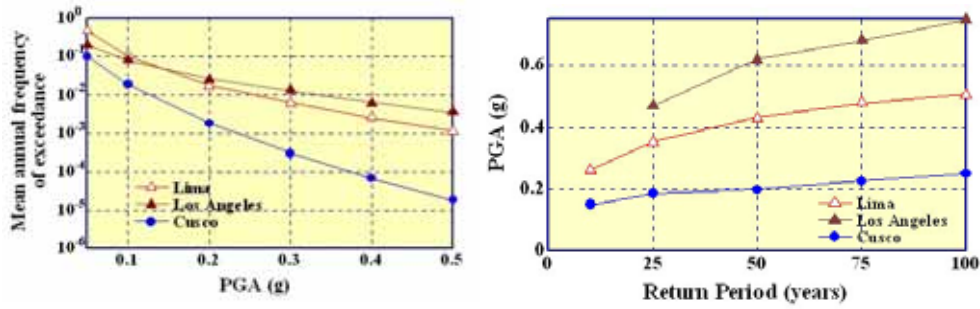 Mean annual frequency
of exceedance
10⁰
10⁻¹
10⁻²
10⁻³
10⁻⁴
10⁻⁵
10⁻⁶
Lima
Los Angeles
Cusco
0.1 0.2 0.3 0.4 0.5
PGA (g)
PGA (g)
0.6
0.4
0.2
0
Lima
Los Angeles
Cusco
0 25 50 75 100
Return Period (years)